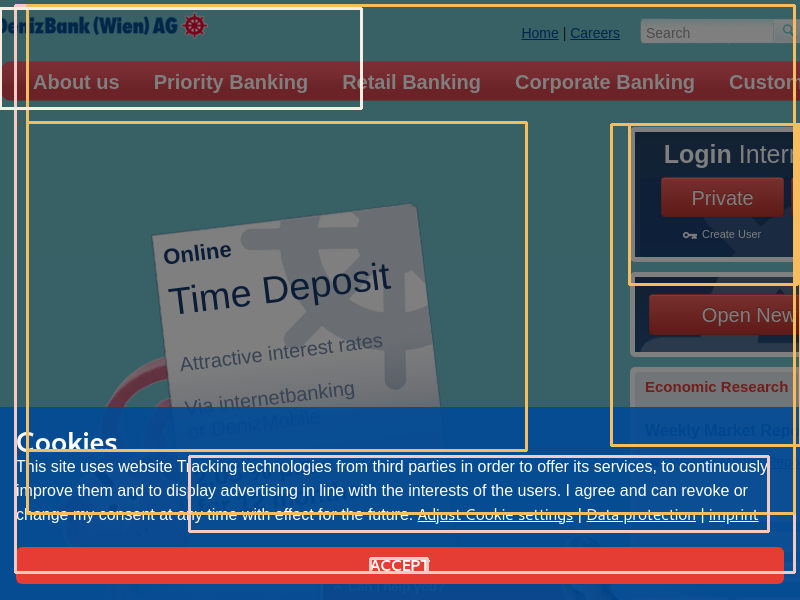 DenizBank (Wien) AG
Home | Careers
Search
About us Priority Banking Retail Banking Corporate Banking Custom
Login Inter
Private
Create User
Online
Time Deposit
Attractive interest rates
Via internetbanking
or DenizMobile
Open New
Economic Research
Weekly Market Rep
Cookies
This site uses website Tracking technologies from third parties in order to offer its services, to continuously
improve them and to display advertising in line with the interests of the users. I agree and can revoke or
change my consent at any time with effect for the future. Adjust Cookie settings | Data protection | imprint
ACCEPT
Can I help you?